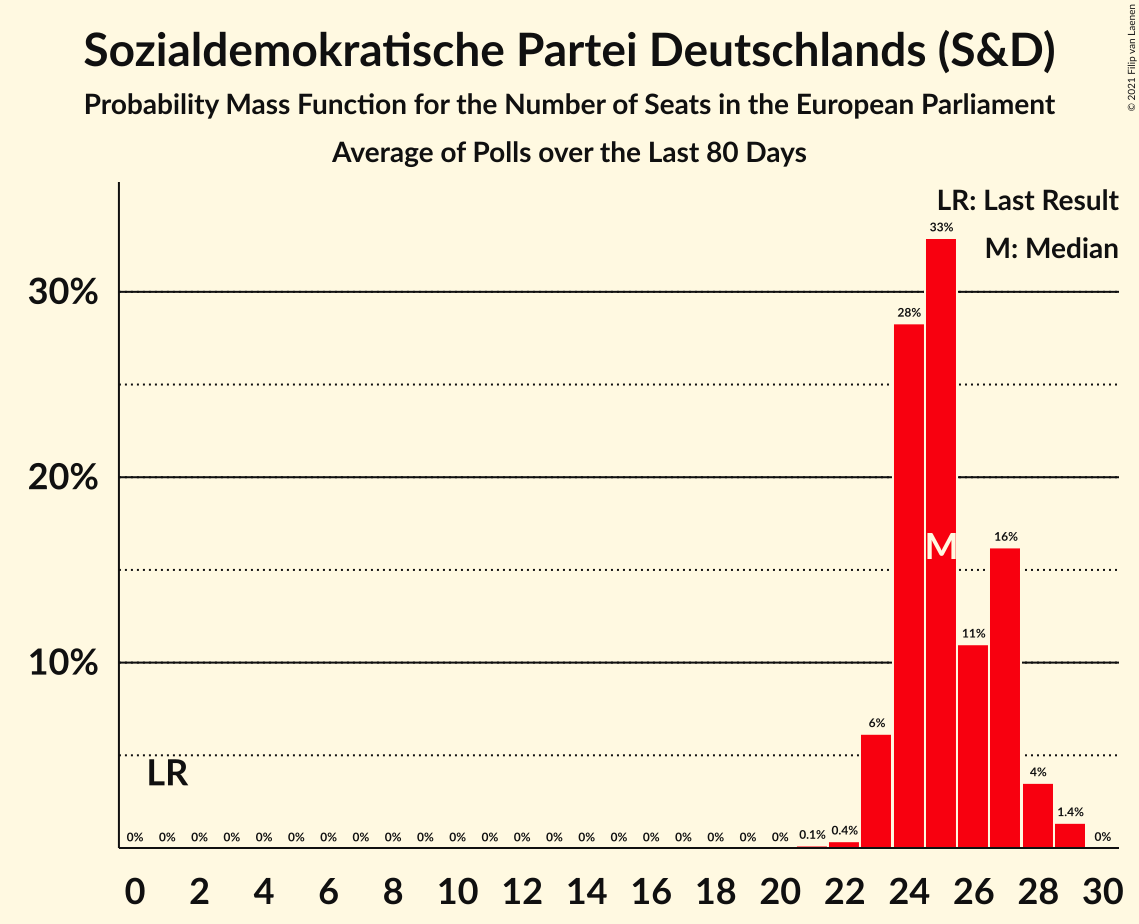 Sozialdemokratische Partei Deutschlands (S&D)
Probability Mass Function for the Number of Seats in the European Parliament
Average of Polls over the Last 80 Days
© 2021 Filip van Laenen
LR: Last Result
M: Median
33%
30%
28%
20%
M
16%
11%
10%
6%
LR
4%
1.4%
0% 0% 0% 0% 0% 0% 0% 0% 0% 0% 0% 0% 0% 0% 0% 0% 0% 0% 0% 0% 0% 0.1% 0.4% 0%
0 2 4 6 8 10 12 14 16 18 20 22 24 26 28 30